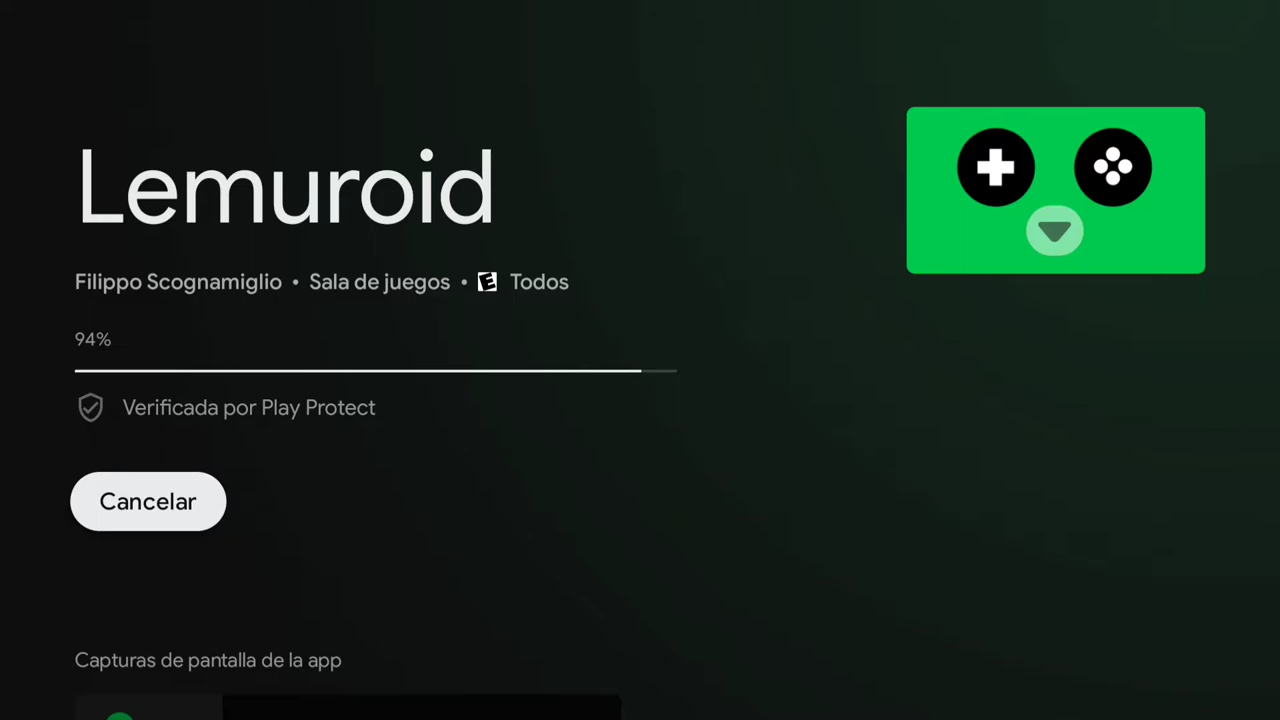 Lemuroid
Filippo Scognamiglio • Sala de juegos • E Todos
94%
Verificada por Play Protect
Cancelar
Capturas de pantalla de la app